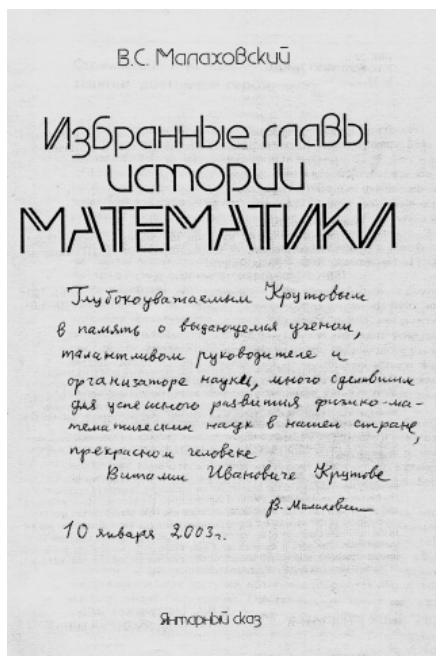 В.С. Малаховский
Избранные главы
истории
МАТЕМАТИКИ
Глубокоуважаемым Крутовым
в память о выдающемся ученом,
талантливом руководителе и
организаторе науки, много сделавшим
для успешного развития физико-ма-
тематических наук в нашей стране,
прекрасном человеке
Виталии Ивановиче Крутове
В. Малаховский
10 января 2003г.
Янтарный сказ